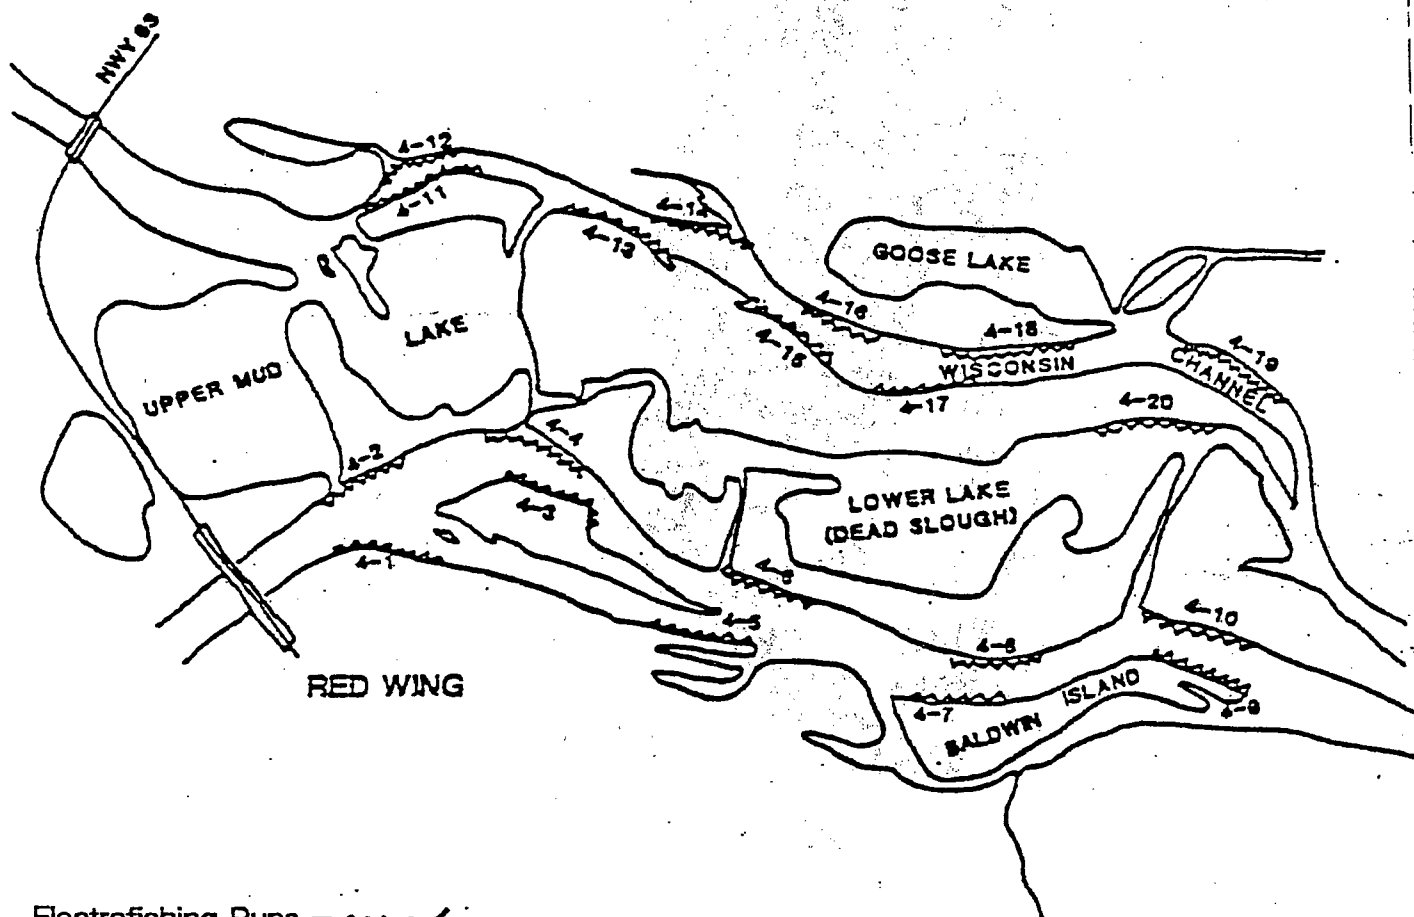 HWY 63
4-12
4-11
4-14
4-13
GOOSE LAKE
4-16
4-18
LAKE
4-15
WISCONSIN
4-19
CHANNEL
UPPER MUD
4-17
4-20
4-4
4-2
LOWER LAKE
(DEAD SLOUGH)
4-3
4-1
4-6
4-10
4-5
4-8
RED WING
ISLAND
4-7
4-9
BALDWIN
Electrofishing Runs